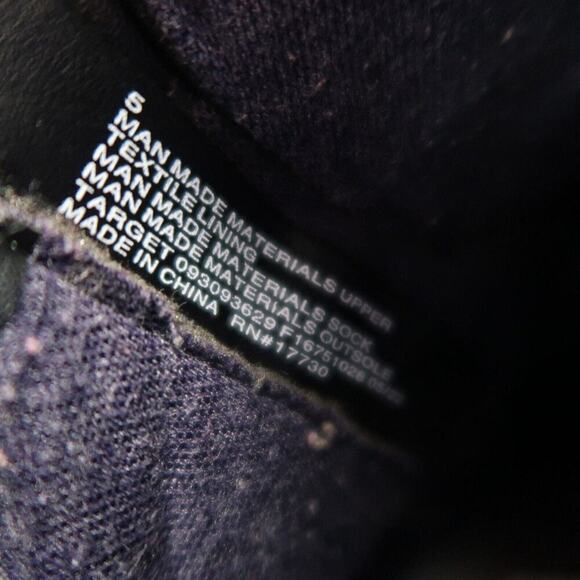 5
MAN MADE MATERIALS UPPER
TEXTILE LINING
MAN MADE MATERIALS SOCK
MAN MADE MATERIALS OUTSOLE
TARGET 093093629 F 16751026
MADE IN CHINA RN#17730